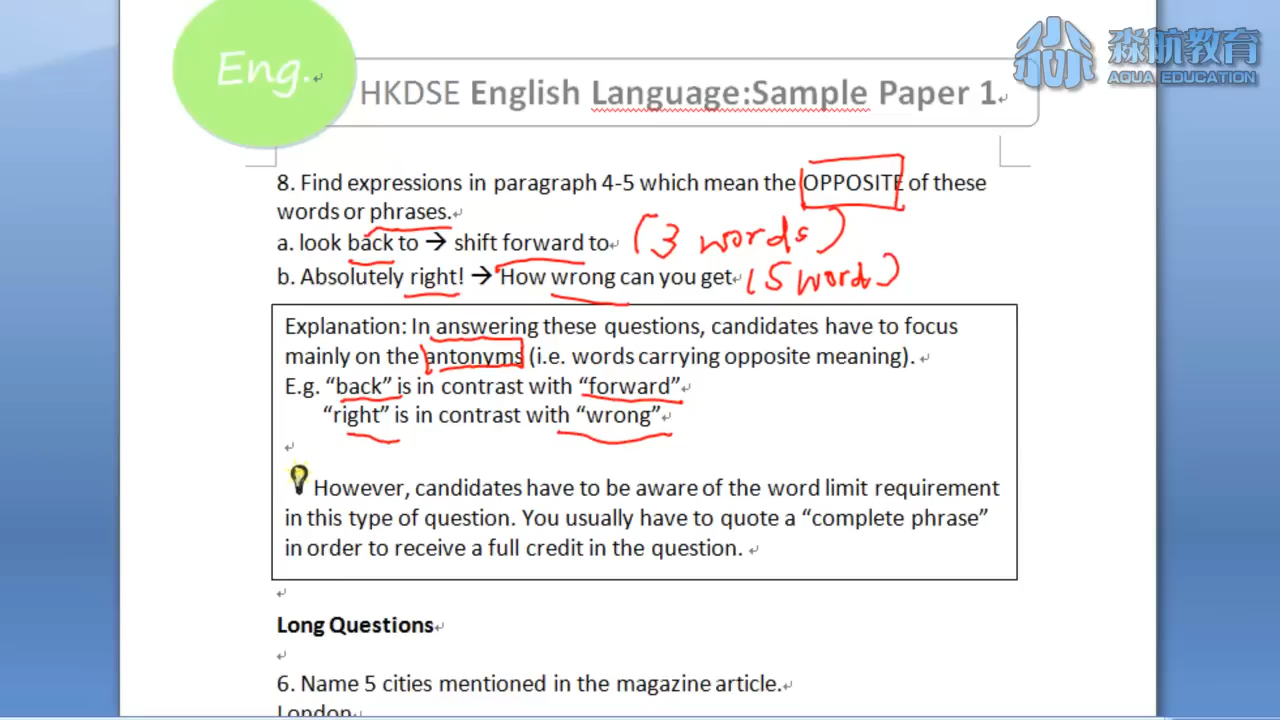 Eng.
淼航教育
AQUA EDUCATION
HKDSE English Language:Sample Paper 1
8. Find expressions in paragraph 4-5 which mean the OPPOSITE of these
words or phrases.
a. look back to → shift forward to (3 words)
b. Absolutely right! → How wrong can you get (5 word)
Explanation: In answering these questions, candidates have to focus
mainly on the antonyms (i.e. words carrying opposite meaning).
E.g. “back” is in contrast with “forward”
“right” is in contrast with “wrong”
However, candidates have to be aware of the word limit requirement
in this type of question. You usually have to quote a “complete phrase”
in order to receive a full credit in the question.
Long Questions
6. Name 5 cities mentioned in the magazine article.
London